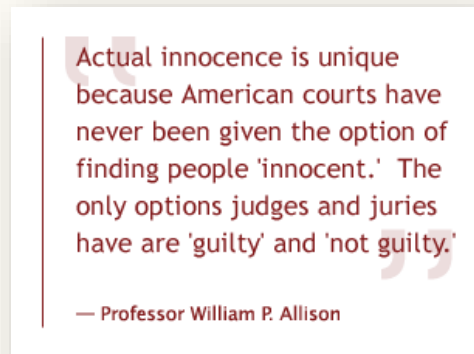 Actual innocence is unique
because American courts have
never been given the option of
finding people 'innocent.'  The
only options judges and juries
have are 'guilty' and 'not guilty.'
— Professor William P. Allison